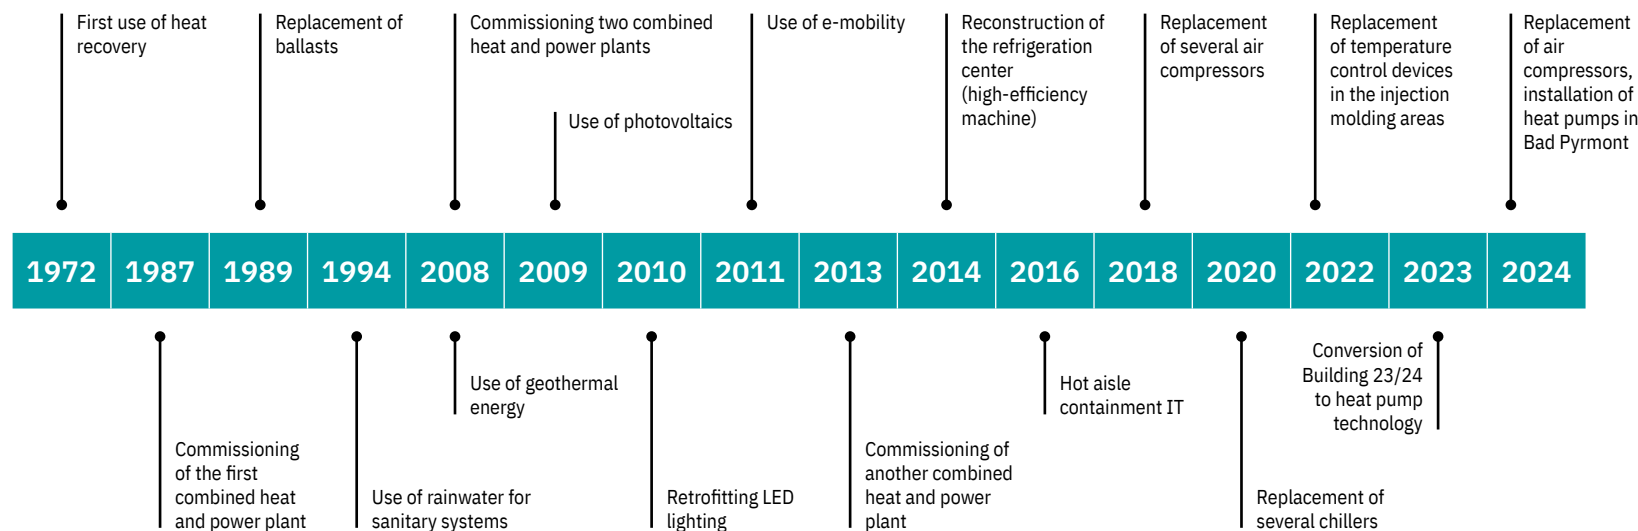 First use of heat
recovery
Replacement of
ballasts
Commissioning two combined
heat and power plants
Use of photovoltaics
Use of e-mobility
Reconstruction of
the refrigeration
center
(high-efficiency
machine)
Replacement
of several air
compressors
Replacement
of temperature
control devices
in the injection
molding areas
Replacement
of air
compressors,
installation of
heat pumps in
Bad Pyrmont
1972 1987 1989 1994 2008 2009 2010 2011 2013 2014 2016 2018 2020 2022 2023 2024
Commissioning
of the first
combined heat
and power plant
Use of rainwater for
sanitary systems
Use of geothermal
energy
Retrofitting LED
lighting
Commissioning of
another combined
heat and power
plant
Hot aisle
containment IT
Replacement of
several chillers
Conversion of
Building 23/24
to heat pump
technology